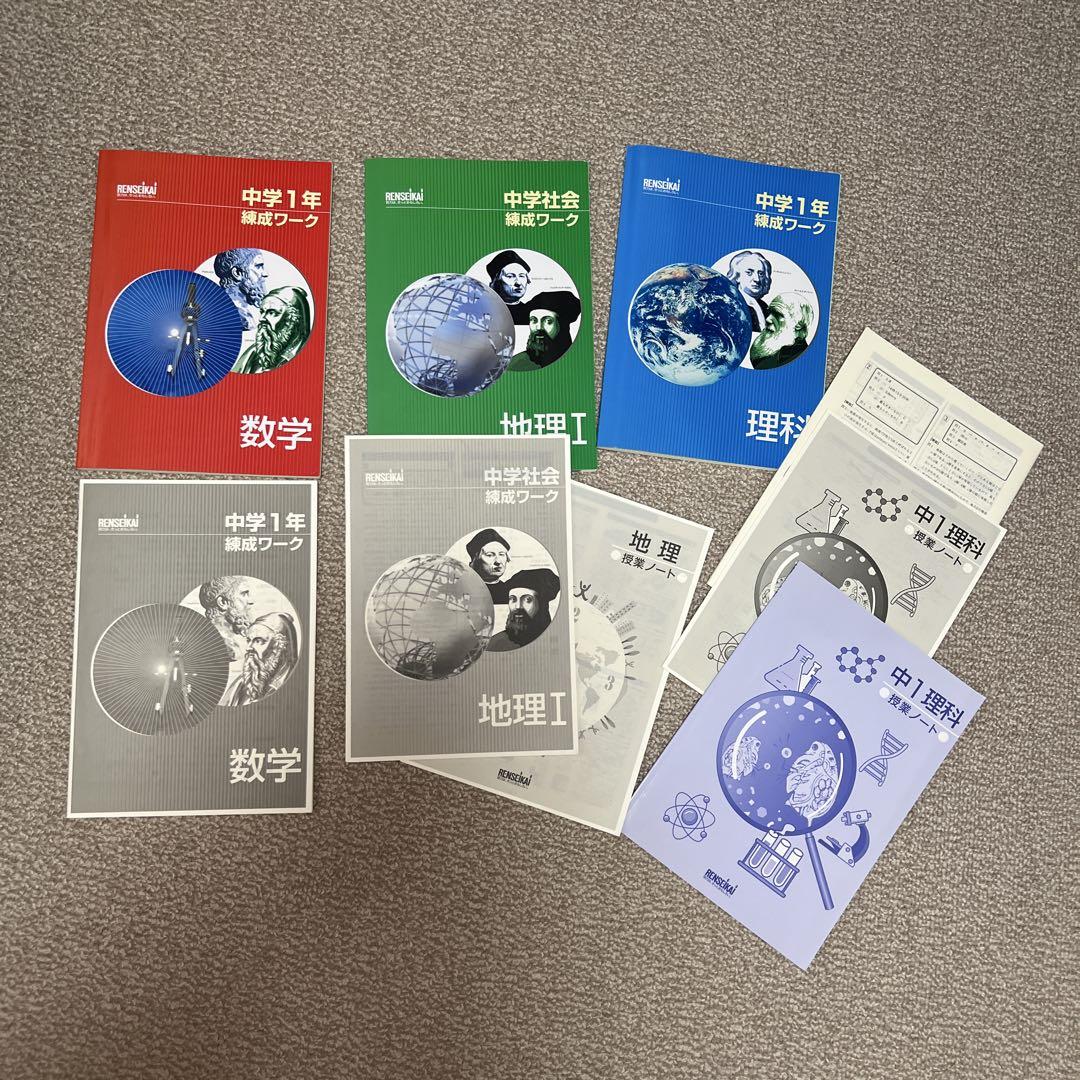 RENSEIKAI
中学1年
練成ワーク
数学
RENSEIKAI
中学社会
練成ワーク
地理I
RENSEIKAI
中学1年
練成ワーク
理科
RENSEIKAI
中学1年
練成ワーク
数学
RENSEIKAI
中学社会
練成ワーク
地理I
地理
授業ノート
RENSEIKAI
中1理科
授業ノート
中1理科
授業ノート
RENSEIKAI